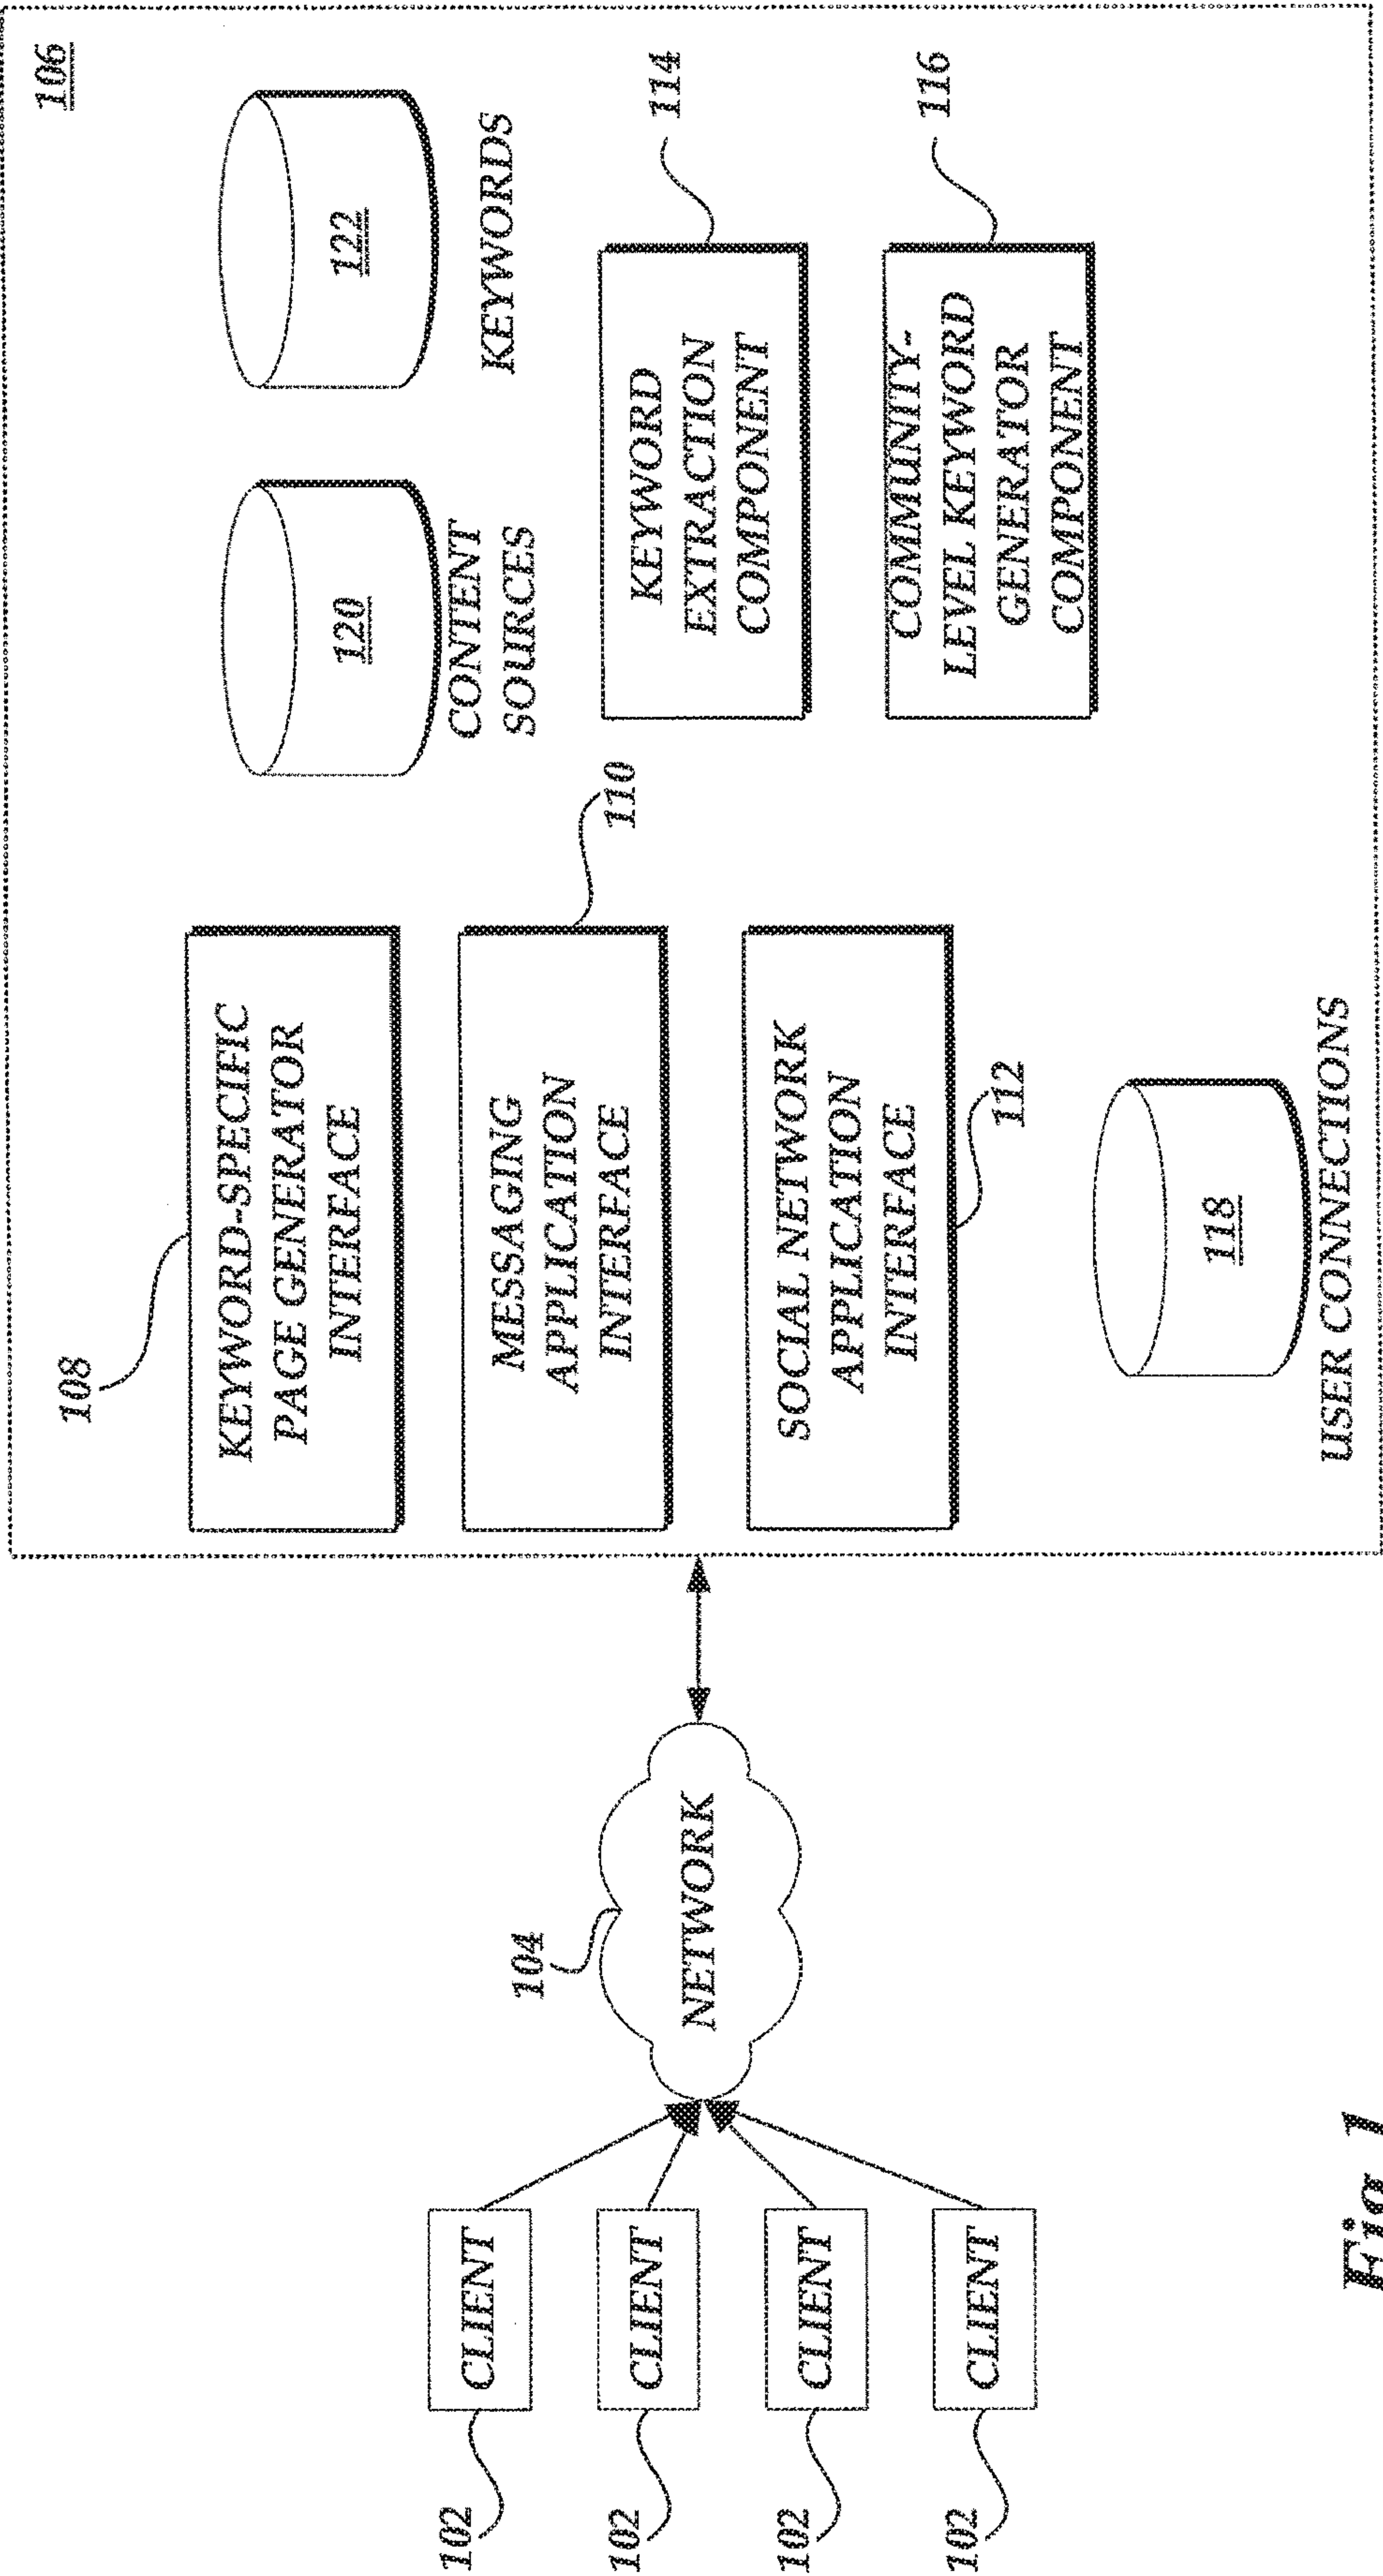 106
108
KEYWORD-SPECIFIC
PAGE GENERATOR
INTERFACE
120
CONTENT
SOURCES
122
KEYWORDS
110
MESSAGING
APPLICATION
INTERFACE
114
KEYWORD
EXTRACTION
COMPONENT
SOCIAL NETWORK
APPLICATION
INTERFACE
112
116
COMMUNITY-
LEVEL KEYWORD
GENERATOR
COMPONENT
118
USER CONNECTIONS
104
NETWORK
102
CLIENT
102
CLIENT
102
CLIENT
102
CLIENT
Fig.1